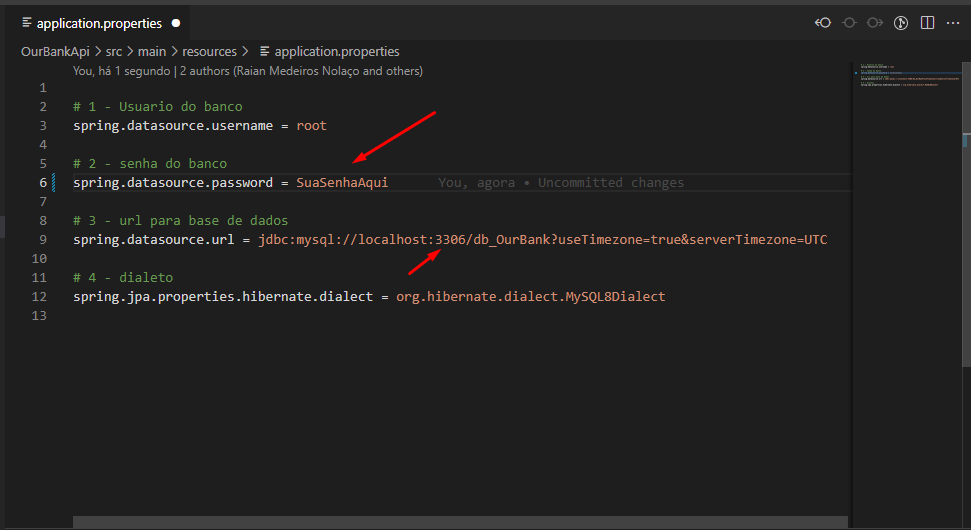 application.properties
OurBankApi > src > main > resources > application.properties
You, há 1 segundo | 2 authors (Raian Medeiros Nolaço and others)
1
2 # 1 - Usuario do banco
3 spring.datasource.username = root
4
5 # 2 - senha do banco
6 spring.datasource.password = SuaSenhaAqui You, agora • Uncommitted changes
7
8 # 3 - url para base de dados
9 spring.datasource.url = jdbc:mysql://localhost:3306/db_OurBank?useTimezone=true&serverTimezone=UTC
10
11 # 4 - dialeto
12 spring.jpa.properties.hibernate.dialect = org.hibernate.dialect.MySQL8Dialect
13